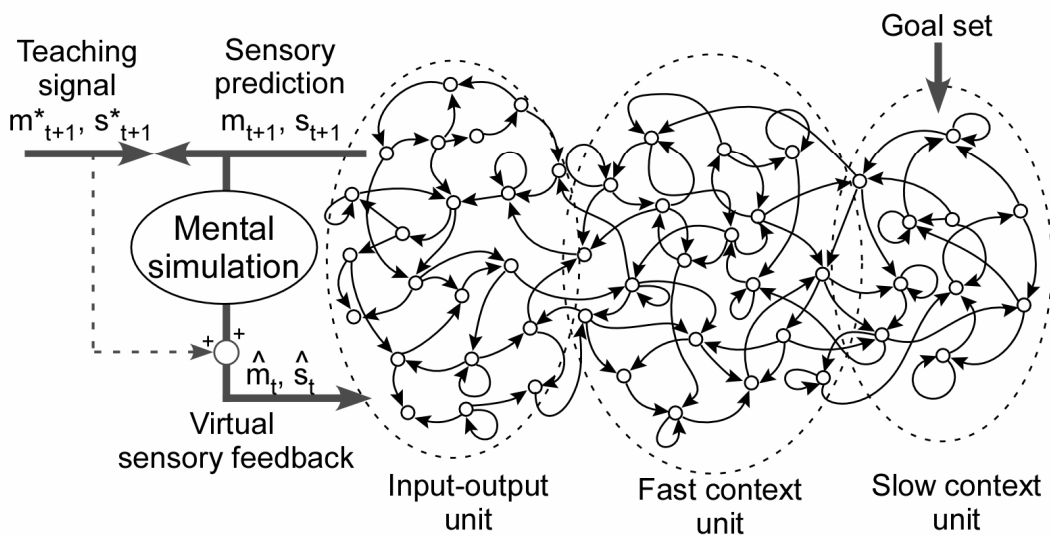 Teaching
signal
m*t+1, s*t+1
Sensory
prediction
mt+1, st+1
Goal set
Mental
simulation
+ +
m̂t, ŝt
Virtual
sensory feedback
Input-output
unit
Fast context
unit
Slow context
unit